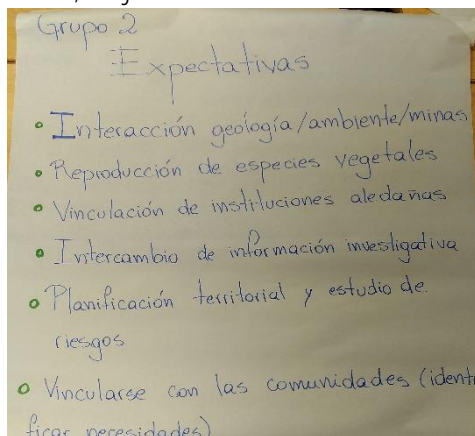 Grupo 2
Expectativas
• Interacción geología/ambiente/minas
• Reproducción de especies vegetales
• Vinculación de instituciones aledañas
• Intercambio de información investigativa
• Planificación territorial y estudio de
riesgos
• Vincularse con las comunidades (identi
ficar necesidades)